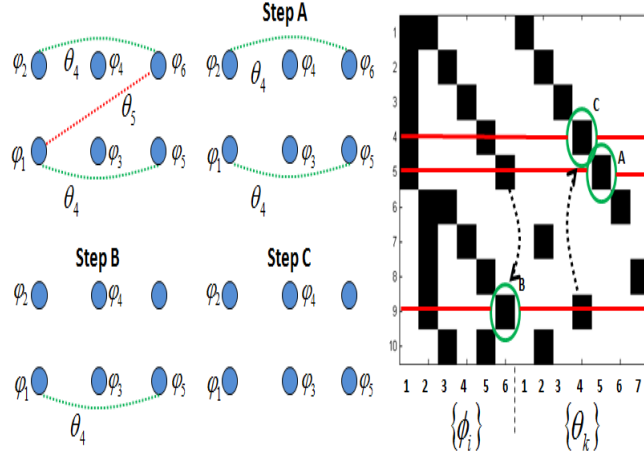 Step A
φ₂ φ₄ φ₆ φ₂ φ₄ φ₆
θ₄ θ₄
θ₅
φ₁ φ₃ φ₅ φ₁ φ₃ φ₅
θ₄ θ₄
Step B Step C
φ₂ φ₄ φ₂ φ₄
φ₁ φ₃ φ₅ φ₁ φ₃ φ₅
θ₄
1
2
3
C
4
A
5
6
7
8
B
9
10
1 2 3 4 5 6 1 2 3 4 5 6 7
{ϕᵢ} {θₖ}